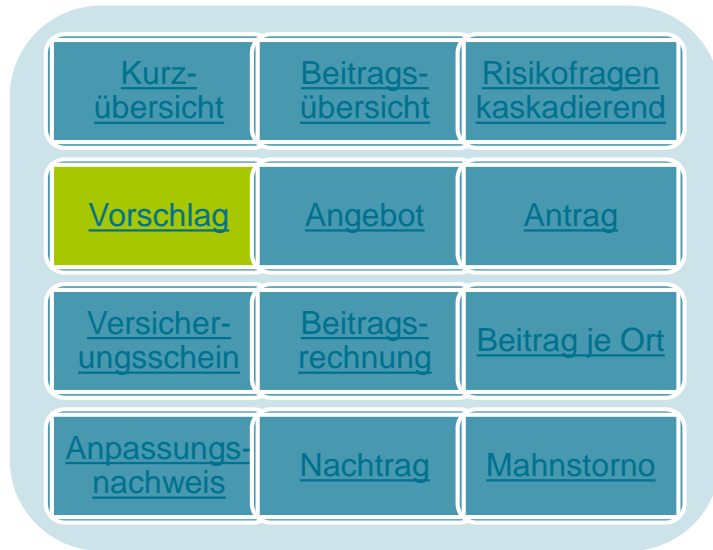 Kurz-
übersicht
Beitrags-
übersicht
Risikofragen
kaskadierend
Vorschlag
Angebot
Antrag
Versicher-
ungsschein
Beitrags-
rechnung
Beitrag je Ort
Anpassungs-
nachweis
Nachtrag
Mahnstorno